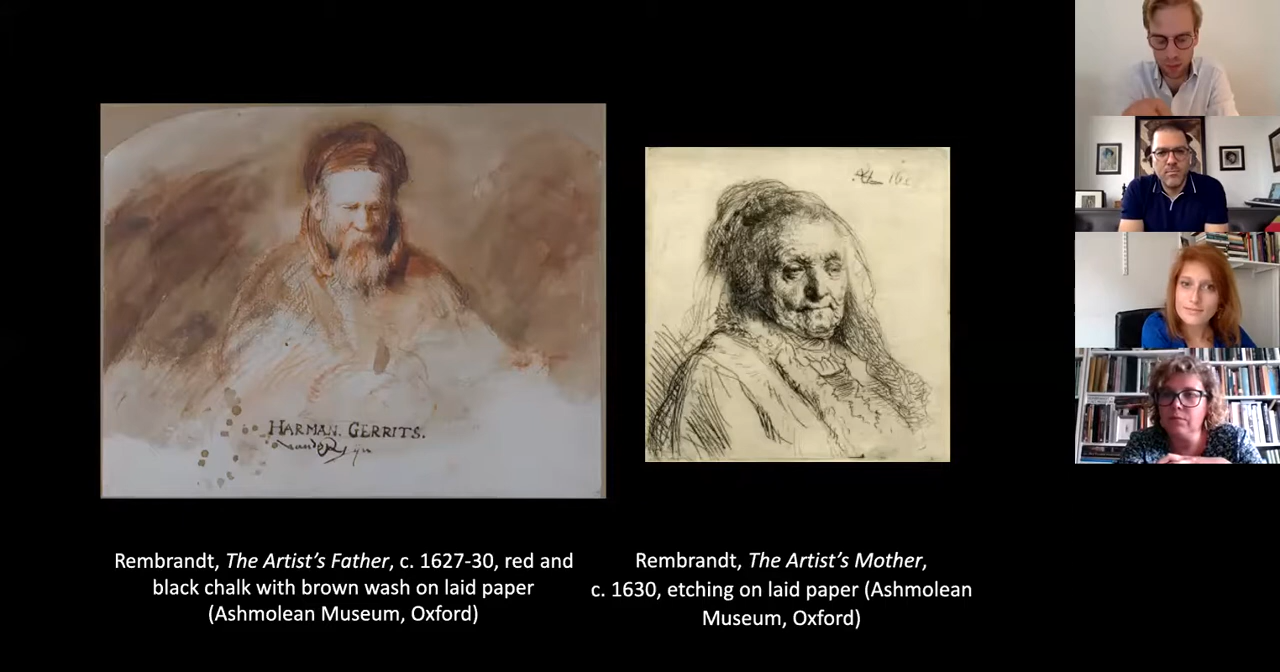 HARMAN. GERRITS.
Rembrandt, The Artist's Father, c. 1627-30, red and
black chalk with brown wash on laid paper
(Ashmolean Museum, Oxford)
Rembrandt, The Artist's Mother,
c. 1630, etching on laid paper (Ashmolean
Museum, Oxford)